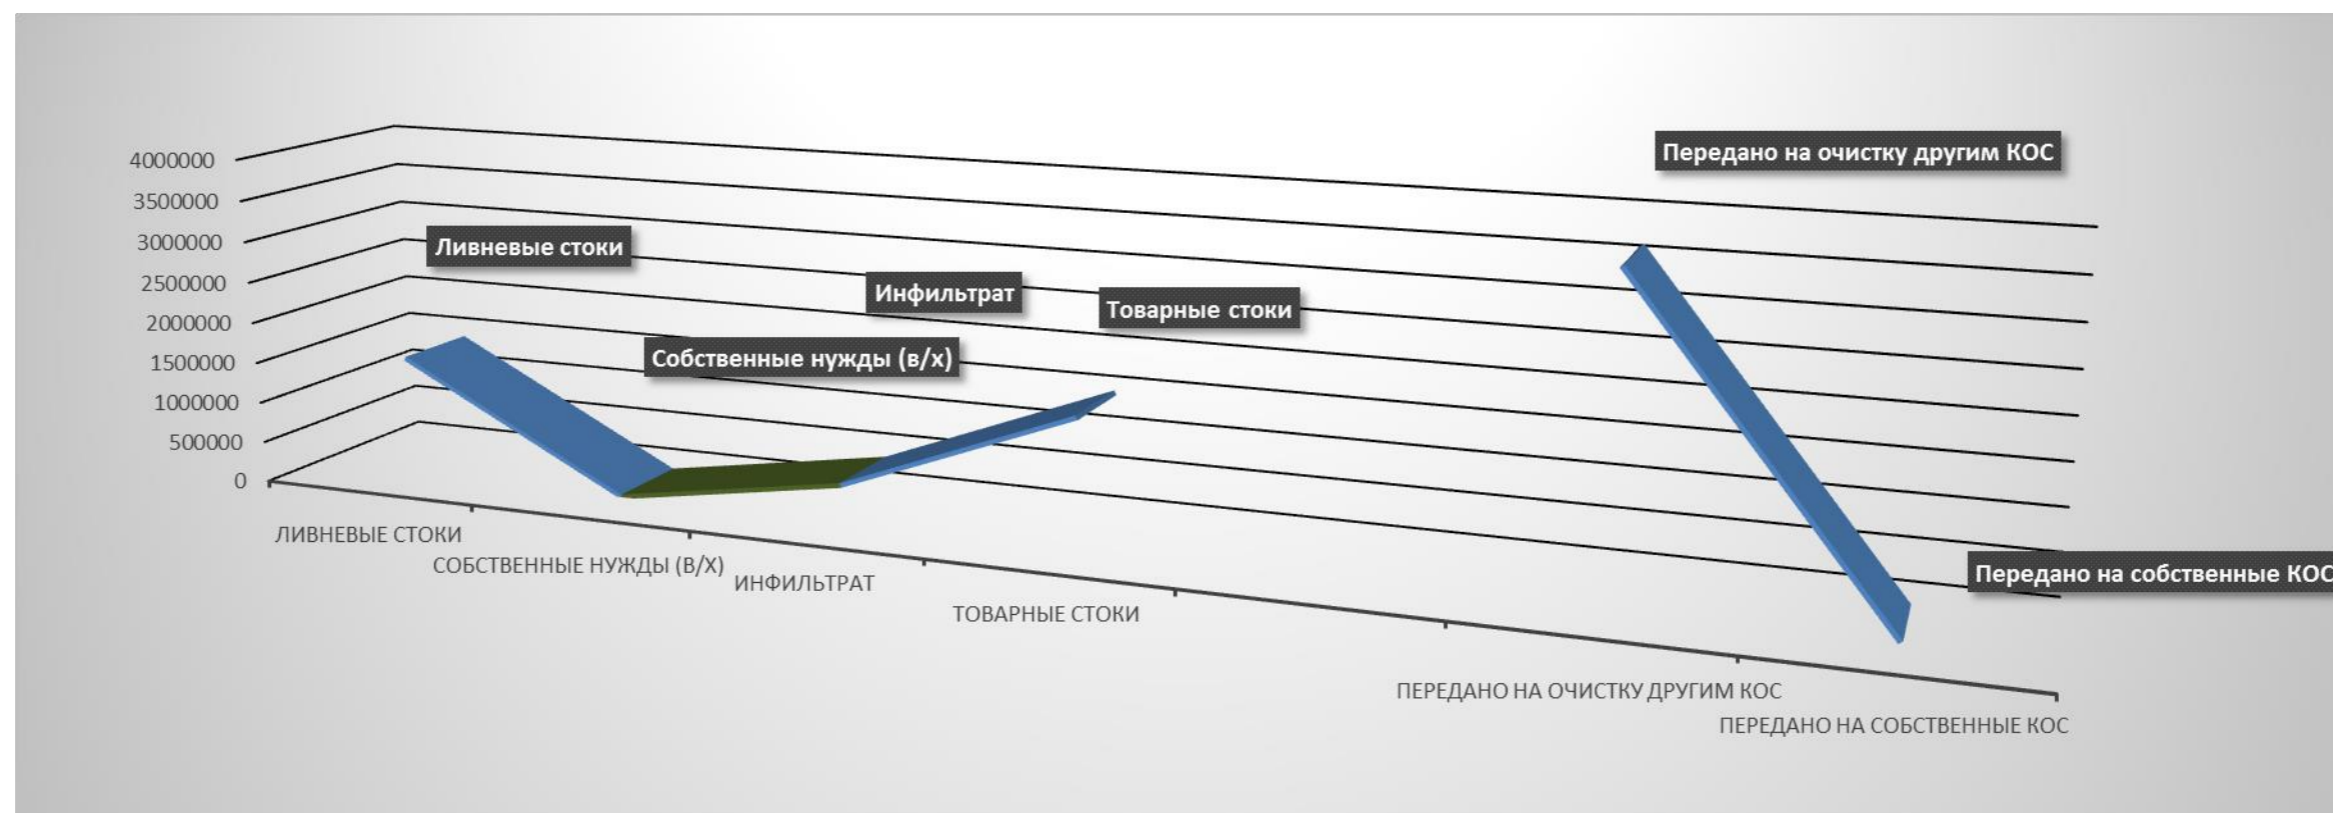 4000000
3500000
3000000
2500000
2000000
1500000
1000000
500000
0
Передано на очистку другим КОС
Ливневые стоки
Инфильтрат
Товарные стоки
Собственные нужды (в/х)
Передано на собственные КОС
ЛИВНЕВЫЕ СТОКИ
СОБСТВЕННЫЕ НУЖДЫ (В/Х)
ИНФИЛЬТРАТ
ТОВАРНЫЕ СТОКИ
ПЕРЕДАНО НА ОЧИСТКУ ДРУГИМ КОС
ПЕРЕДАНО НА СОБСТВЕННЫЕ КОС